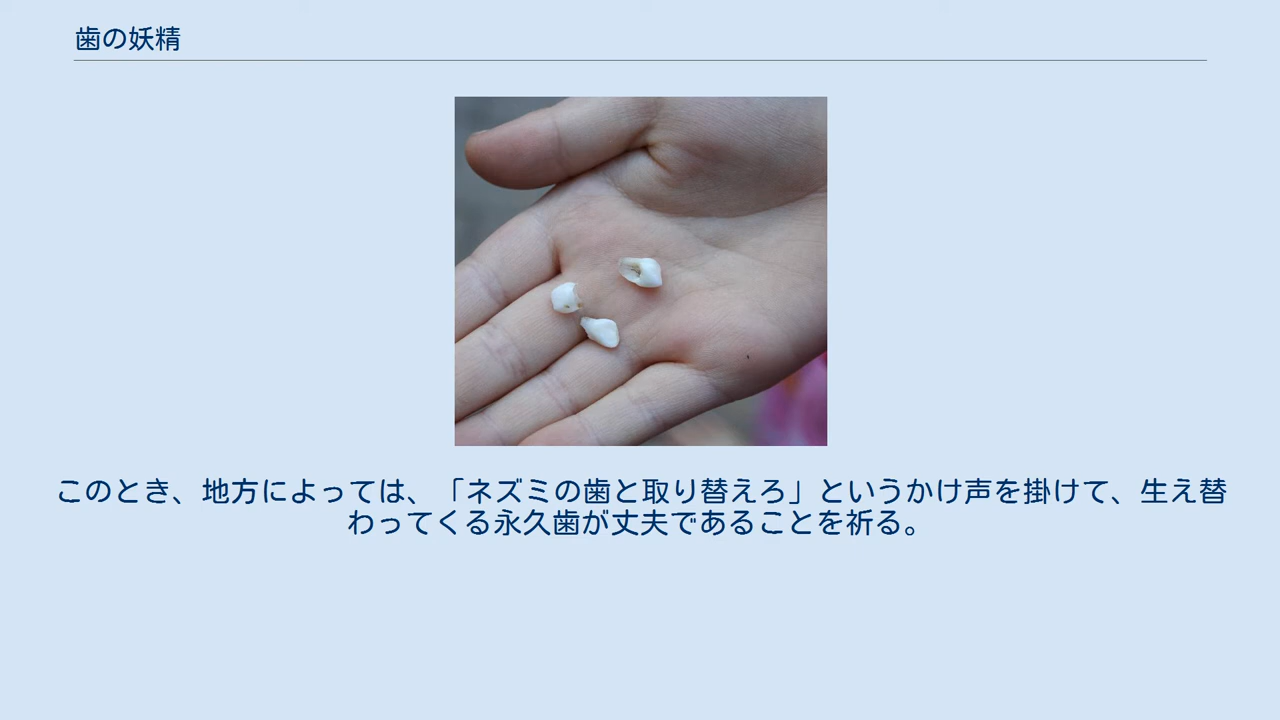 歯の妖精
このとき、地方によっては、「ネズミの歯と取り替えろ」というかけ声を掛けて、生え替
わってくる永久歯が丈夫であることを祈る。